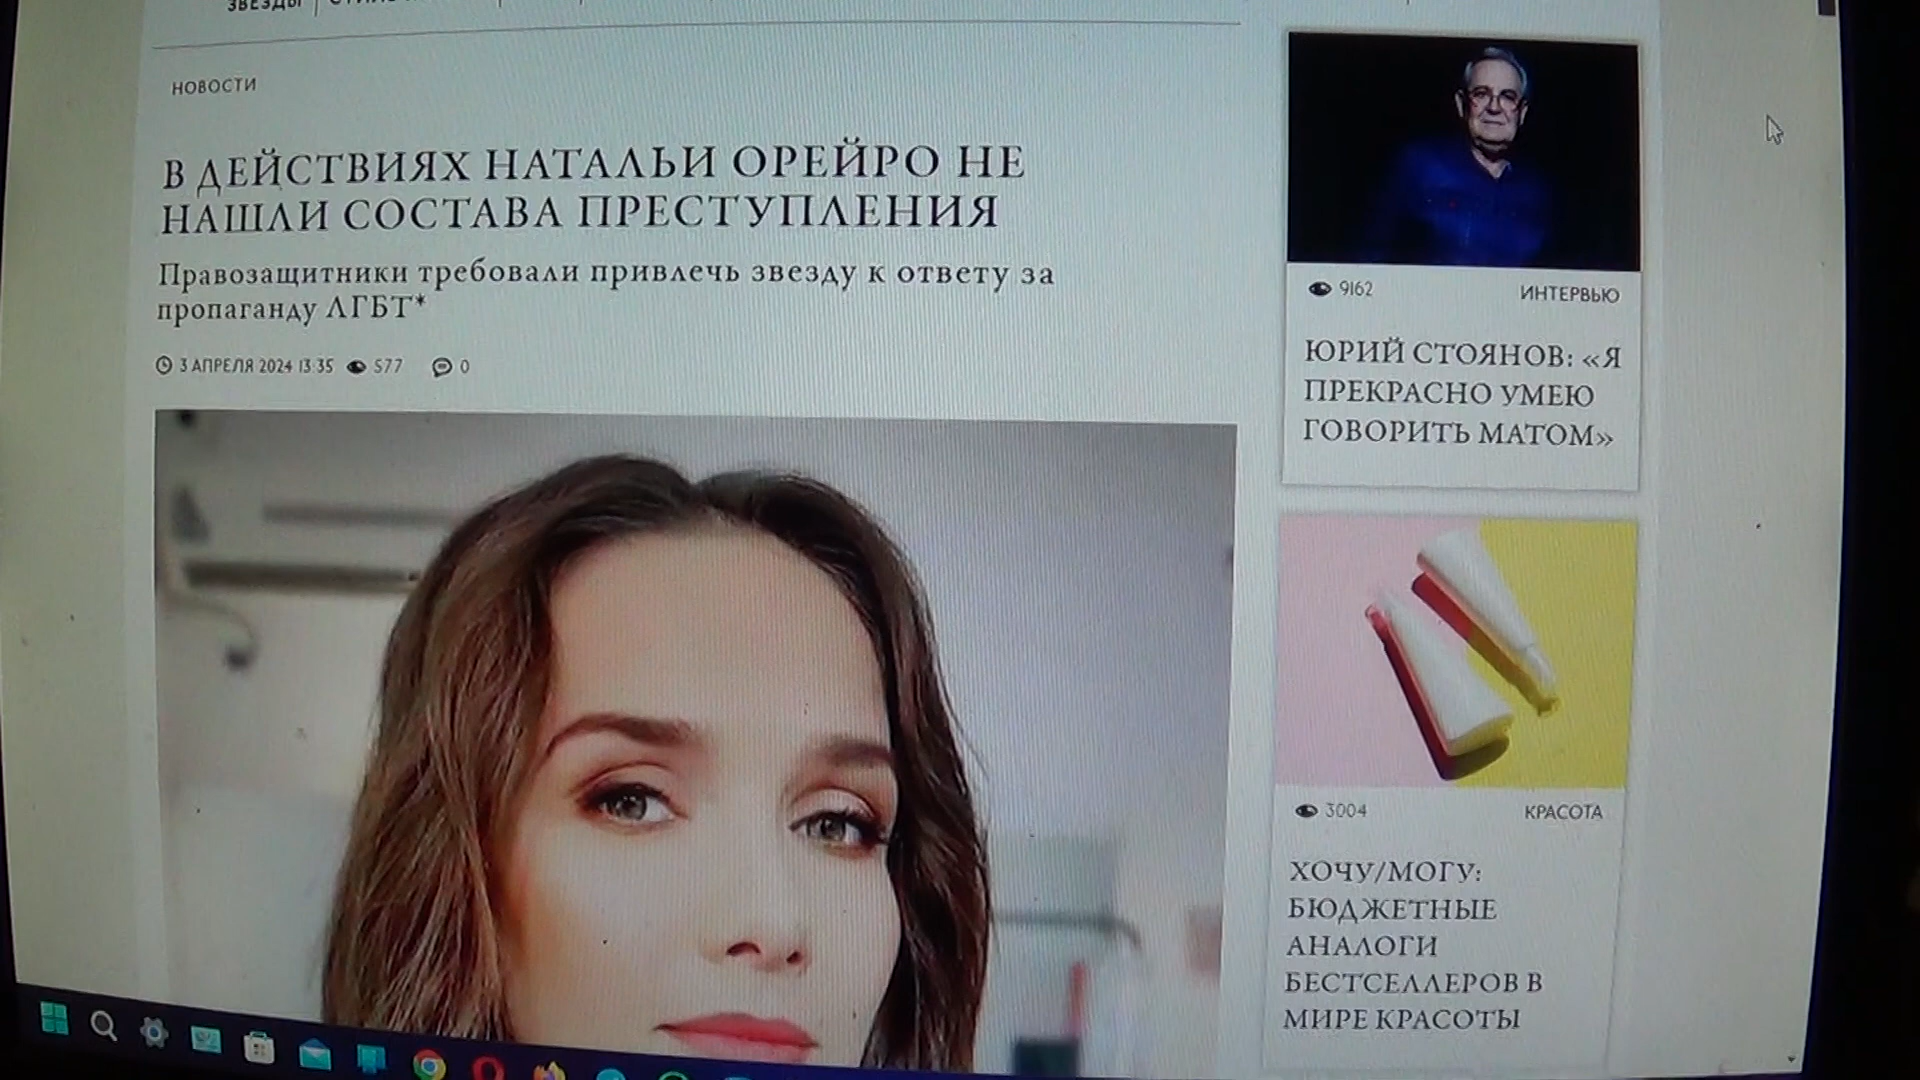 ЗВЕЗДЫ
НОВОСТИ
В ДЕЙСТВИЯХ НАТАЛЬИ ОРЕЙРО НЕ
НАШЛИ СОСТАВА ПРЕСТУПЛЕНИЯ
Правозащитники требовали привлечь звезду к ответу за
пропаганду ЛГБТ*
3 АПРЕЛЯ 2024 13:35 577 0
9162 ИНТЕРВЬЮ
ЮРИЙ СТОЯНОВ: «Я
ПРЕКРАСНО УМЕЮ
ГОВОРИТЬ МАТОМ»
3004 КРАСОТА
ХОЧУ/МОГУ:
БЮДЖЕТНЫЕ
АНАЛОГИ
БЕСТСЕЛЛЕРОВ В
МИРЕ КРАСОТЫ